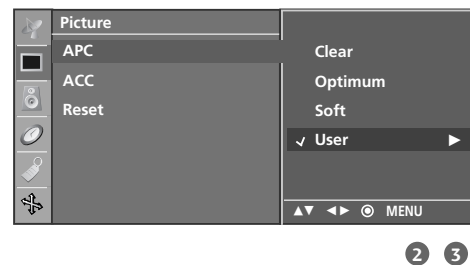 Picture
APC
ACC
Reset
Clear
Optimum
Soft
✓ User ►
▲▼ ◄► ◉ MENU
2 3